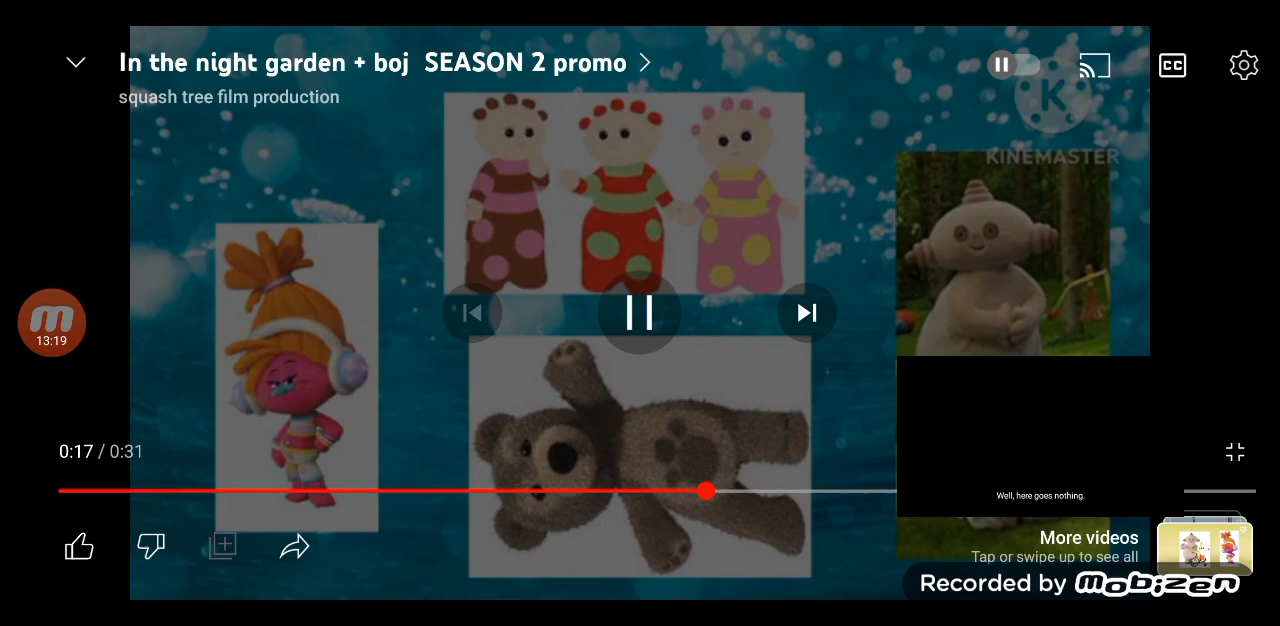 In the night garden + boj SEASON 2 promo
squash tree film production
CC
K
KINEMASTER
m
13:19
0:17 / 0:31
Well, here goes nothing.
More videos
Tap or swipe up to see all
Recorded by mobizen